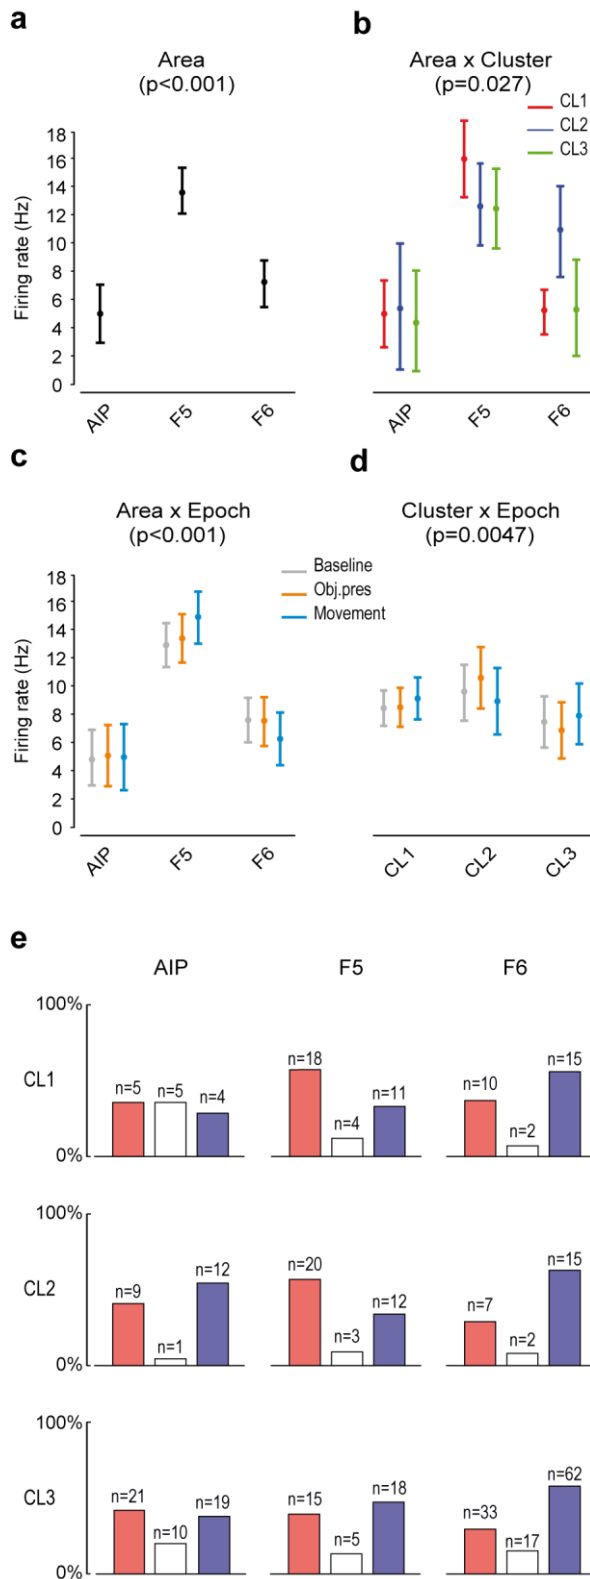 a
Area
(p<0.001)
18
16
14
12
10
8
6
4
2
0
Firing rate (Hz)
AIP
F5
F6
b
Area x Cluster
(p=0.027)
CL1
CL2
CL3
AIP
F5
F6
c
Area x Epoch
(p<0.001)
Baseline
Obj.pres
Movement
18
16
14
12
10
8
6
4
2
0
Firing rate (Hz)
AIP
F5
F6
d
Cluster x Epoch
(p=0.0047)
CL1
CL2
CL3
e
AIP F5 F6
100%
CL1
0%
n=5 n=5 n=4
n=18 n=4 n=11
n=10 n=2 n=15
100%
CL2
0%
n=9 n=1 n=12
n=20 n=3 n=12
n=7 n=2 n=15
100%
CL3
0%
n=21 n=10 n=19
n=15 n=5 n=18
n=33 n=17 n=62